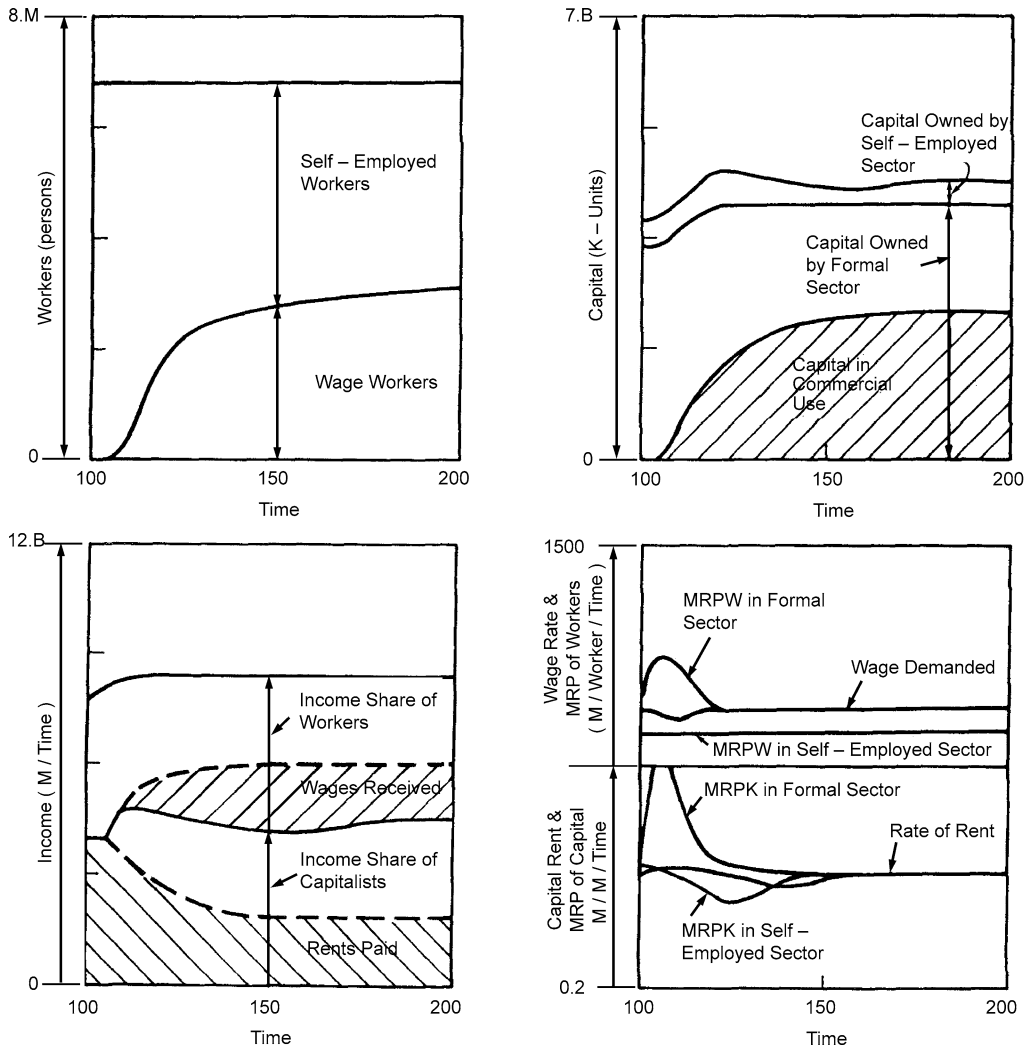 8.M
Workers (persons)
Self – Employed
Workers
Wage Workers
0
100
150
200
Time
7.B
Capital (K – Units)
Capital Owned by
Self – Employed
Sector
Capital Owned
by Formal
Sector
Capital in
Commercial
Use
0
100
150
200
Time
12.B
Income ( M / Time )
Income Share of
Workers
Wages Received
Income Share of
Capitalists
Rents Paid
0
100
150
200
Time
1500
Wage Rate &
MRP of Workers
( M / Worker / Time )
MRPW in Formal
Sector
Wage Demanded
MRPW in Self – Employed Sector
Capital Rent &
MRP of Capital
M / M / Time
MRPK in Formal Sector
Rate of Rent
MRPK in Self –
Employed Sector
0.2
100
150
200
Time